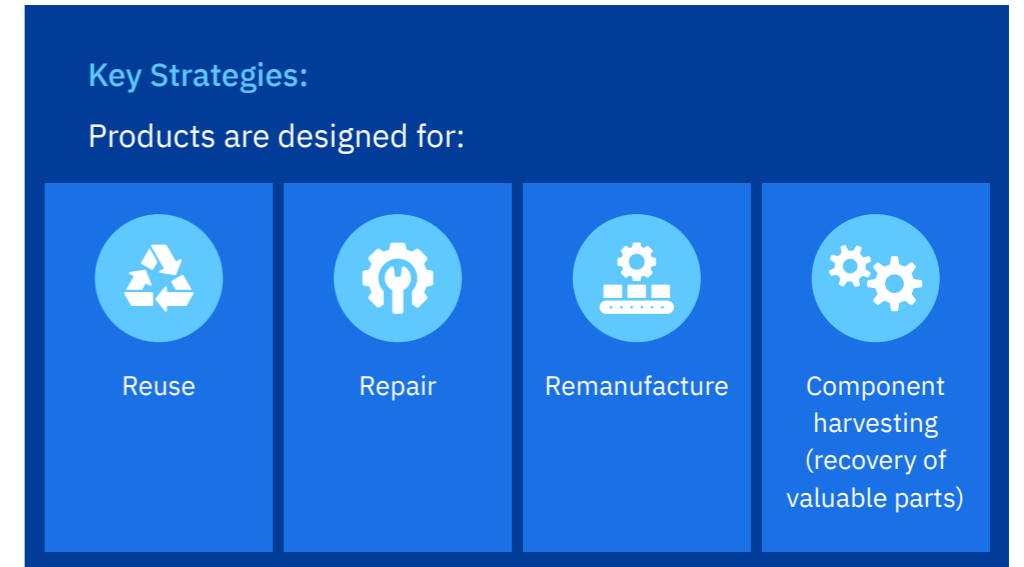 Key Strategies:
Products are designed for:
Reuse
Repair
Remanufacture
Component
harvesting
(recovery of
valuable parts)